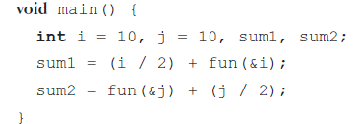 void main() {
int i = 10, j = 10, sum1, sum2;
sum1 = (i / 2) + fun(&i);
sum2 - fun(&j) + (j / 2);
}